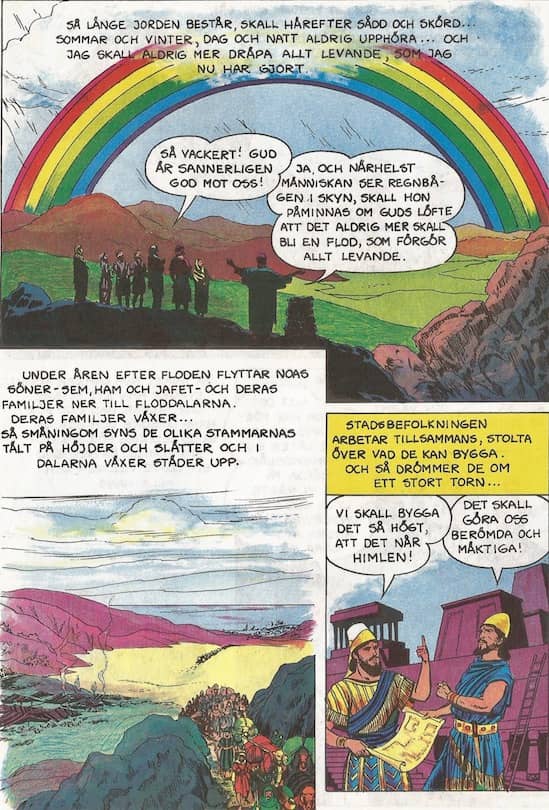 SÅ LÄNGE JORDEN BESTÅR, SKALL HÄREFTER SÅDD OCH SKÖRD...
SOMMAR OCH VINTER, DAG OCH NATT ALDRIG UPPHÖRA... OCH
JAG SKALL ALDRIG MER DRÄPA ALLT LEVANDE, SOM JAG
NU HAR GJORT.
SÅ VACKERT! GUD
ÄR SANNERLIGEN
GOD MOT OSS!
JA, OCH NÄRHELST
MÄNNISKAN SER REGNBÅ-
GEN I SKYN, SKALL HON
PÅMINNAS OM GUDS LÖFTE
ATT DET ALDRIG MER SKALL
BLI EN FLOD, SOM FÖRGÖR
ALLT LEVANDE.
UNDER ÅREN EFTER FLODEN FLYTTAR NOAS
SÖNER - SEM, HAM OCH JAFET - OCH DERAS
FAMILJER NER TILL FLODDALARNA.
DERAS FAMILJER VÄXER...
SÅ SMÅNINGOM SYNS DE OLIKA STAMMARNAS
TÄLT PÅ HÖJDER OCH SLÄTTER OCH I
DALARNA VÄXER STÄDER UPP.
STADSBEFOLKNINGEN
ARBETAR TILLSAMMANS, STOLTA
ÖVER VAD DE KAN BYGGA.
OCH SÅ DRÖMMER DE OM
ETT STORT TORN...
VI SKALL BYGGA
DET SÅ HÖGT,
ATT DET NÅR
HIMLEN!
DET SKALL
GÖRA OSS
BERÖMDA OCH
MÄKTIGA!